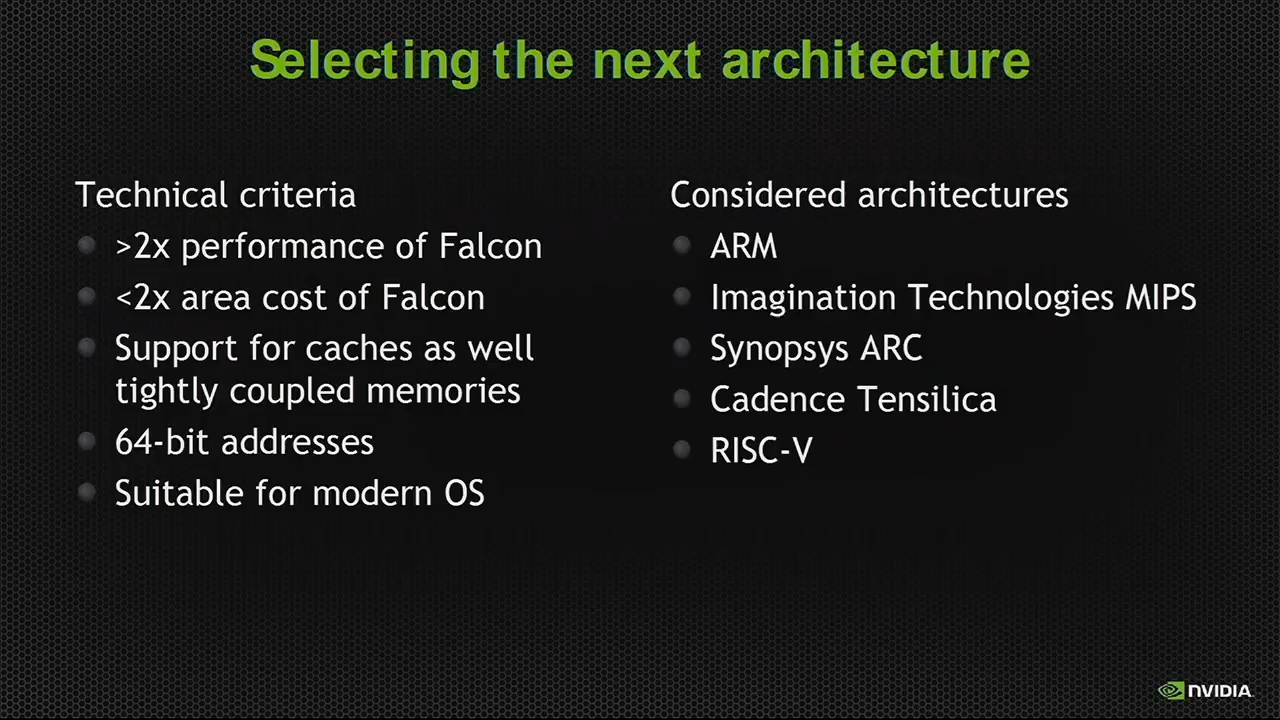 Selecting the next architecture
Technical criteria
>2x performance of Falcon
<2x area cost of Falcon
Support for caches as well
tightly coupled memories
64-bit addresses
Suitable for modern OS
Considered architectures
ARM
Imagination Technologies MIPS
Synopsys ARC
Cadence Tensilica
RISC-V
NVIDIA